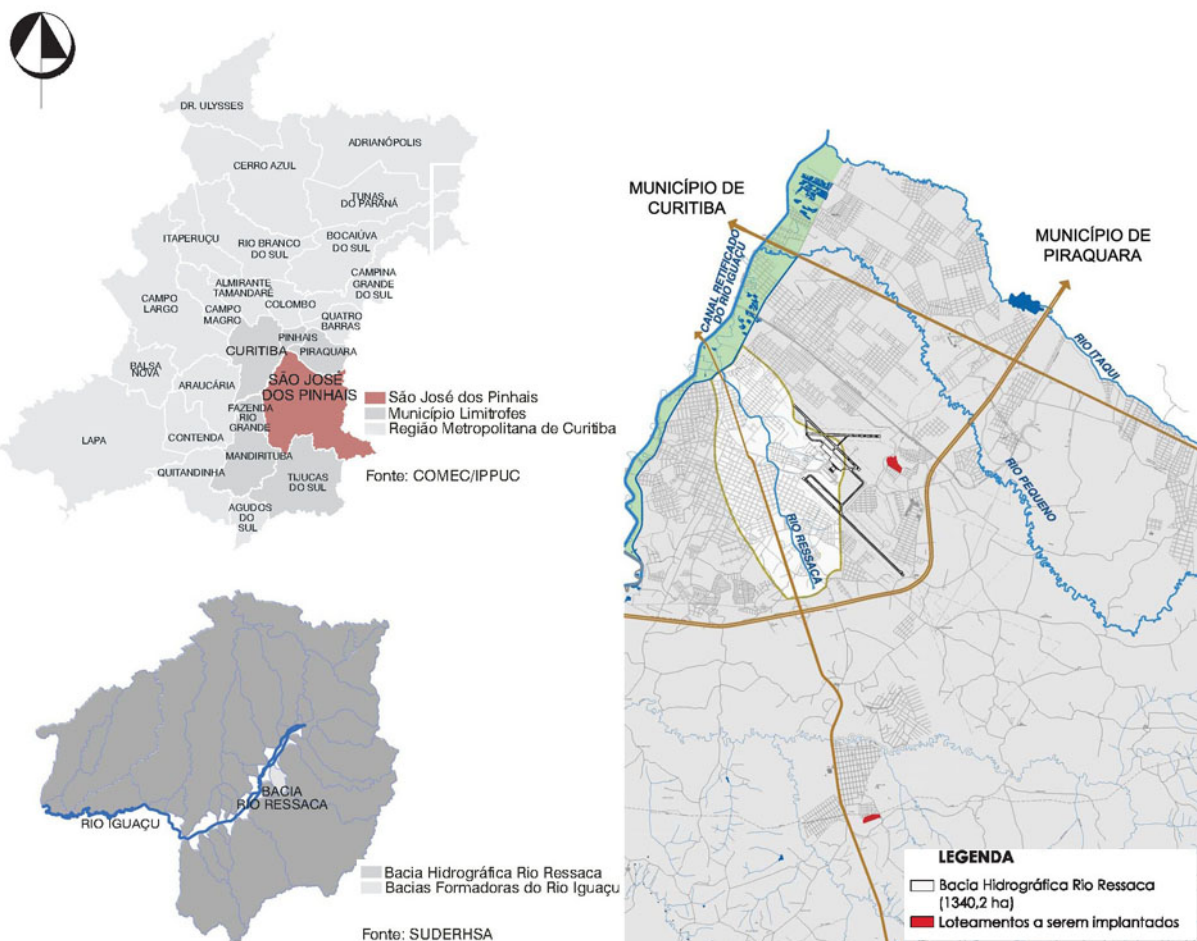 DR. ULYSSES
ADRIANÓPOLIS
CERRO AZUL
TUNAS
DO PARANÁ
ITAPERUÇU
RIO BRANCO
DO SUL
BOCAIÚVA
DO SUL
CAMPINA
GRANDE
DO SUL
ALMIRANTE
TAMANDARÉ
COLOMBO
CAMPO
LARGO
CAMPO
MAGRO
QUATRO
BARRAS
PINHAIS
CURITIBA
PIRAQUARA
BALSA
NOVA
ARAUCÁRIA
SÃO JOSÉ
DOS PINHAIS
FAZENDA
RIO
GRANDE
LAPA
CONTENDA
MANDIRITUBA
QUITANDINHA
TIJUCAS
DO SUL
AGUDOS
DO
SUL
São José dos Pinhais
Município Limitrofes
Região Metropolitana de Curitiba
Fonte: COMEC/IPPUC
BACIA
RIO RESSACA
RIO IGUAÇU
Bacia Hidrográfica Rio Ressaca
Bacias Formadoras do Rio Iguaçu
Fonte: SUDERHSA
MUNICÍPIO DE
CURITIBA
MUNICÍPIO DE
PIRAQUARA
CANAL RETIFICADO
DO RIO IGUAÇU
RIO ITAQUI
RIO PEQUENO
RIO RESSACA
LEGENDA
Bacia Hidrográfica Rio Ressaca
(1340,2 ha)
Loteamentos a serem implantados